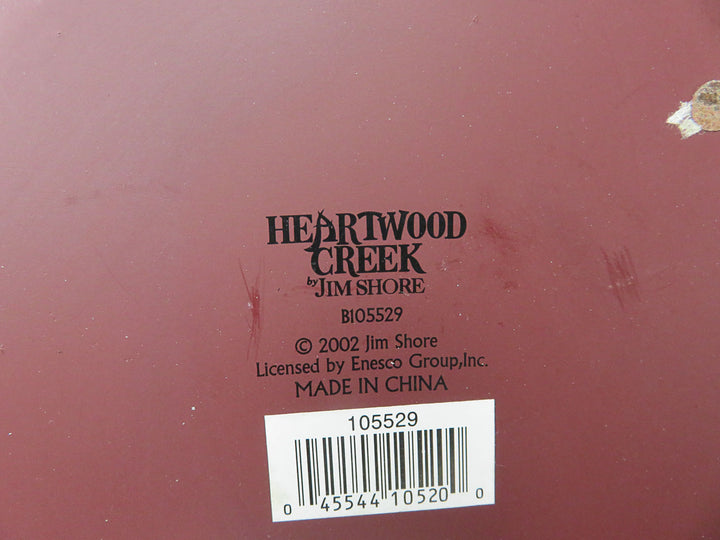 HEARTWOOD
CREEK
by JIM SHORE
B105529
© 2002 Jim Shore
Licensed by Enesco Group,Inc.
MADE IN CHINA
105529
0 45544 10520 0